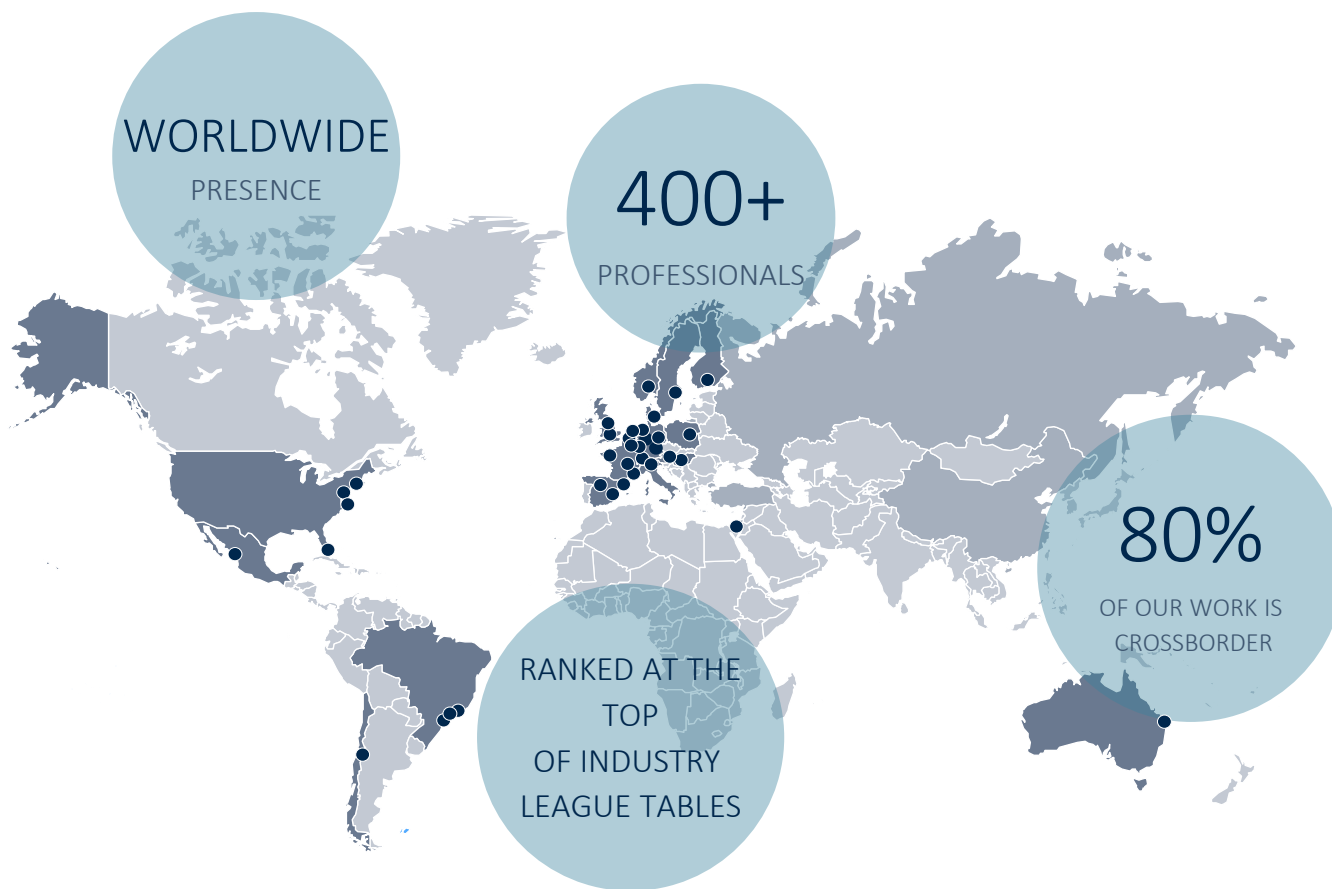 WORLDWIDE
PRESENCE
400+
PROFESSIONALS
80%
OF OUR WORK IS
CROSSBORDER
RANKED AT THE
TOP
OF INDUSTRY
LEAGUE TABLES